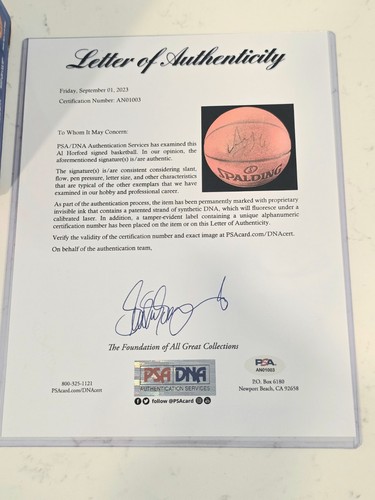 Letter of Authenticity
Friday, September 01, 2023
Certification Number: AN01003
To Whom It May Concern:
PSA/DNA Authentication Services has examined this
Al Horford signed basketball. In our opinion, the
aforementioned signature(s) is/are authentic.
The signature(s) is/are consistent considering slant,
flow, pen pressure, letter size, and other characteristics
that are typical of the other exemplars that we have
examined in our hobby and professional career.
SPALDING
As part of the authentication process, the item has been permanently marked with proprietary
invisible ink that contains a patented strand of synthetic DNA, which will fluoresce under a
calibrated laser. In addition, a tamper-evident label containing a unique alphanumeric
certification number has been placed on the item or on this Letter of Authenticity.
Verify the validity of the certification number and exact image at PSAcard.com/DNAcert.
On behalf of the authentication team,
The Foundation of All Great Collections
800-325-1121
PSAcard.com/DNAcert
PSA DNA
AUTHENTICATION SERVICES
follow @PSAcard
PSA
AN01003
P.O. Box 6180
Newport Beach, CA 92658